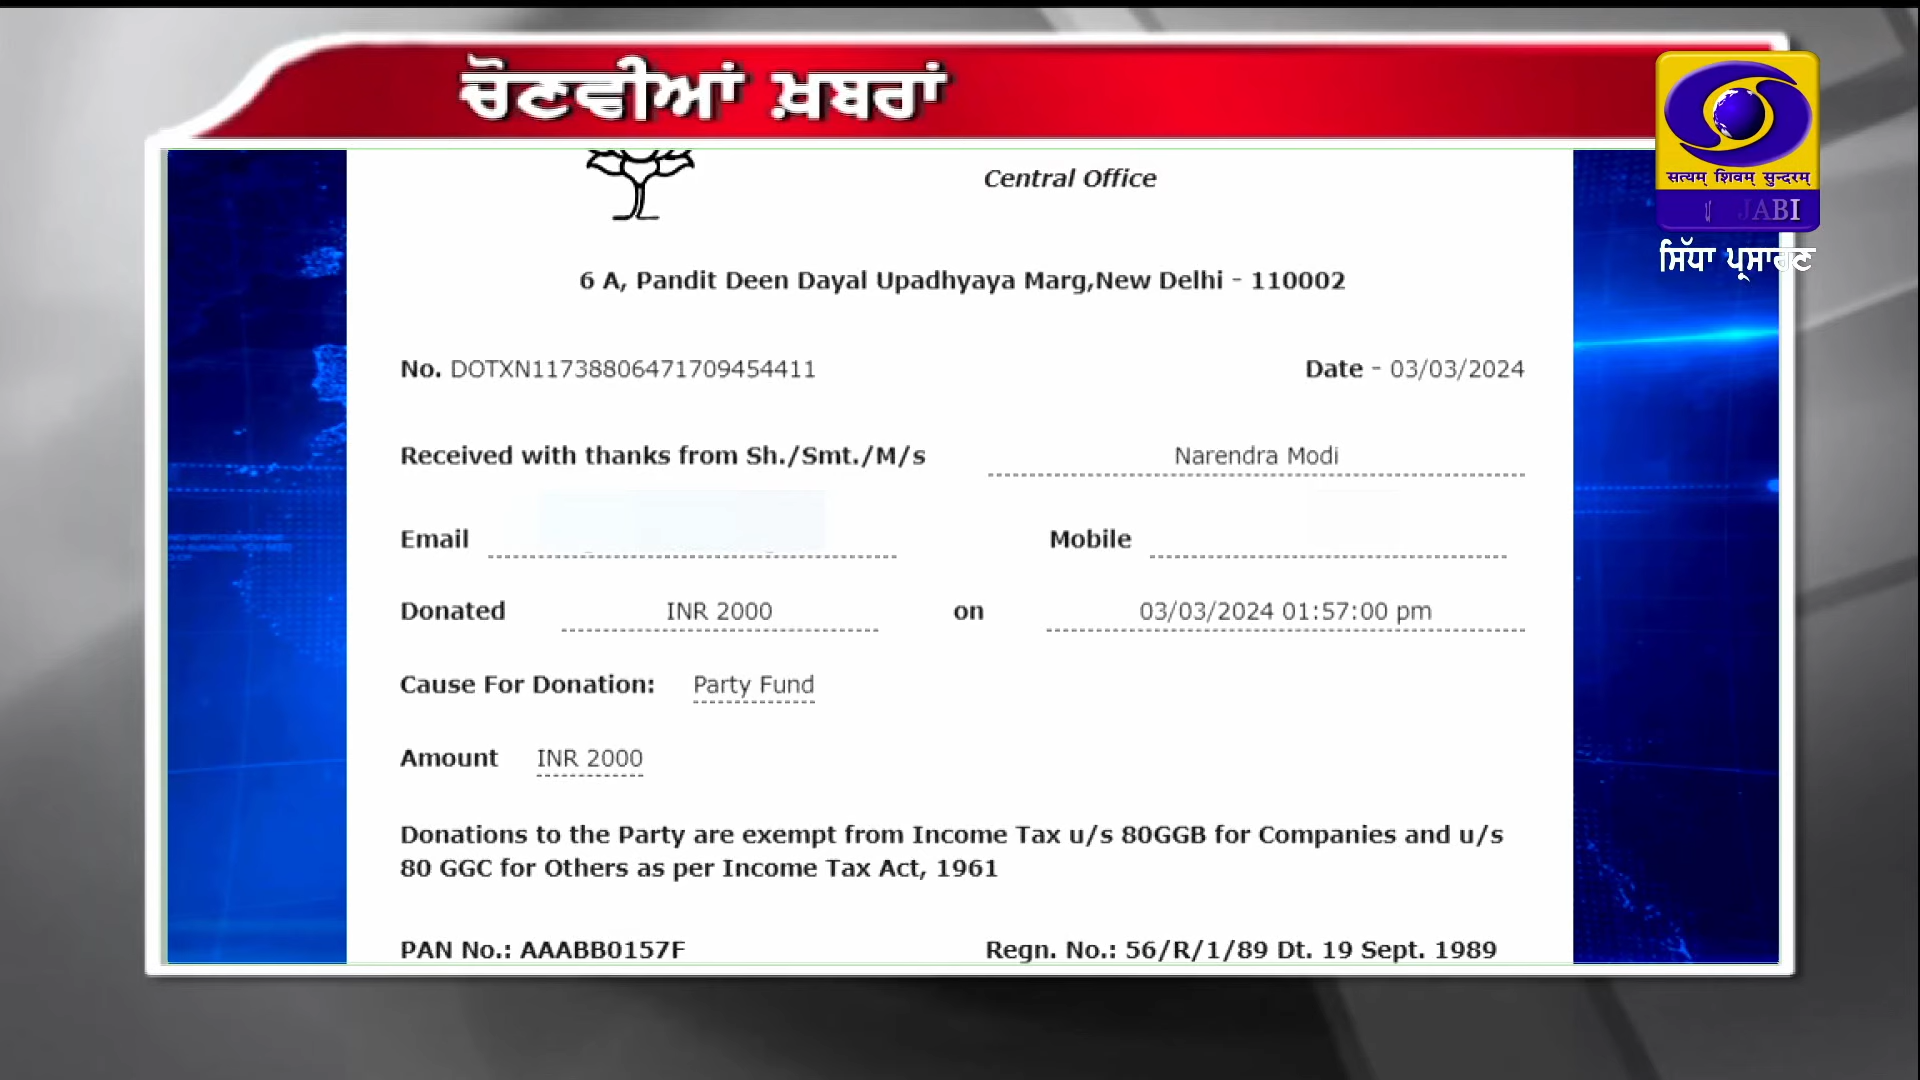 ਚੋਣਵੀਆਂ ਖ਼ਬਰਾਂ
सत्यम् शिवम् सुन्दरम्
JABI
ਸਿੱਧਾ ਪ੍ਰਸਾਰਣ
Central Office
6 A, Pandit Deen Dayal Upadhyaya Marg,New Delhi - 110002
No. DOTXN11738806471709454411 Date - 03/03/2024
Received with thanks from Sh./Smt./M/s Narendra Modi
Email Mobile
Donated INR 2000 on 03/03/2024 01:57:00 pm
Cause For Donation: Party Fund
Amount INR 2000
Donations to the Party are exempt from Income Tax u/s 80GGB for Companies and u/s
80 GGC for Others as per Income Tax Act, 1961
PAN No.: AAABB0157F Regn. No.: 56/R/1/89 Dt. 19 Sept. 1989